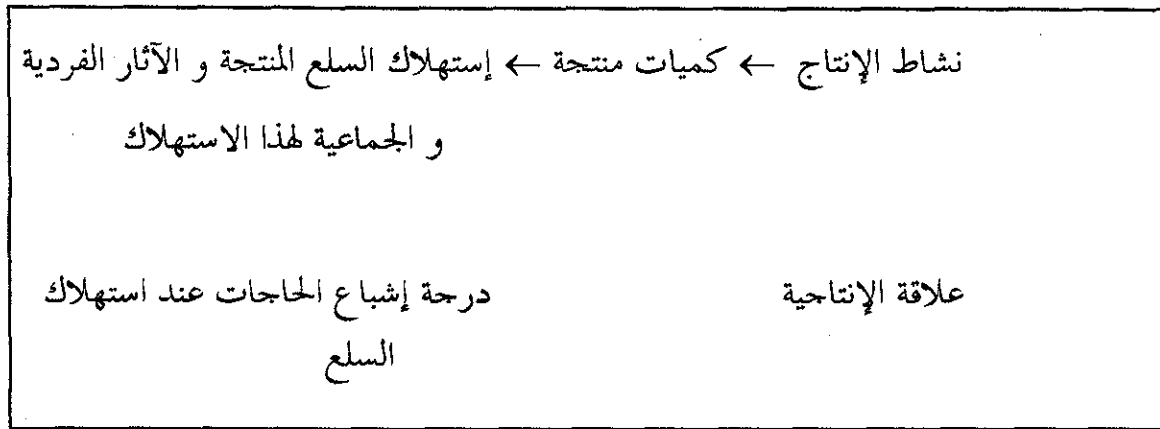 نشاط الإنتاج ← كميات منتجة ← إستهلاك السلع المنتجة و الآثار الفردية
و الجماعية لهذا الاستهلاك
علاقة الإنتاجية درجة إشباع الحاجات عند استهلاك
السلع